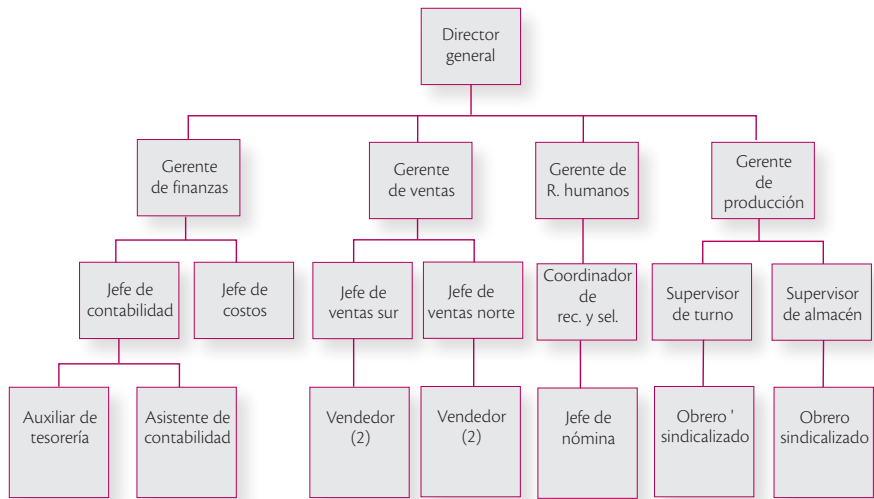 Director
general
Gerente
de finanzas
Gerente
de ventas
Gerente de
R. humanos
Gerente
de
producción
Jefe de
contabilidad
Jefe de
costos
Jefe de
ventas sur
Jefe de
ventas norte
Coordinador
de
rec. y sel.
Supervisor
de turno
Supervisor
de almacén
Auxiliar de
tesorería
Asistente de
contabilidad
Vendedor
(2)
Vendedor
(2)
Jefe de
nómina
Obrero '
sindicalizado
Obrero
sindicalizado